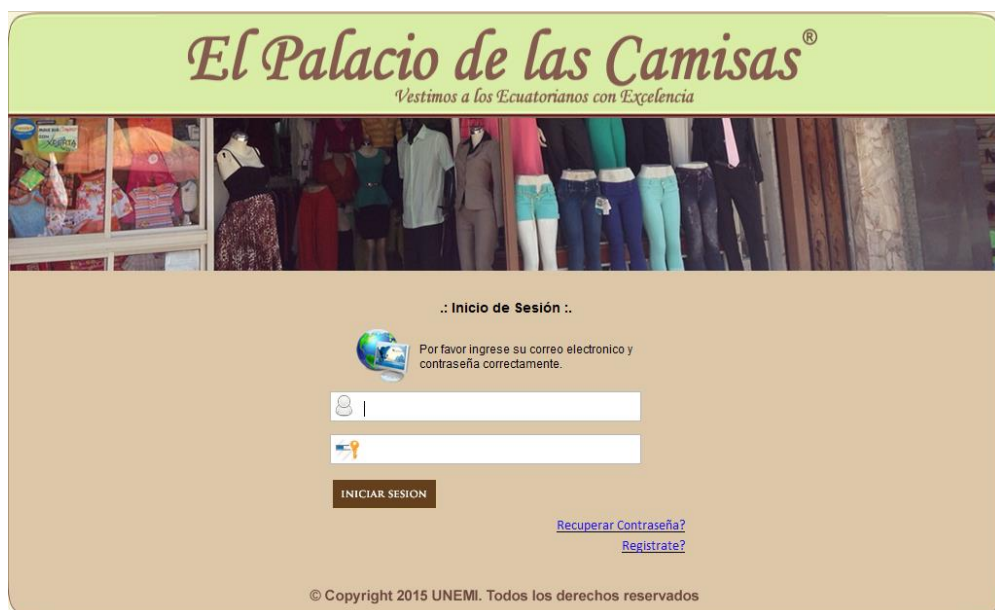 El Palacio de las Camisas®
Vestimos a los Ecuatorianos con Excelencia
.: Inicio de Sesión :.
Por favor ingrese su correo electronico y
contraseña correctamente.
INICIAR SESION
Recuperar Contraseña?
Registrate?
© Copyright 2015 UNEMI. Todos los derechos reservados